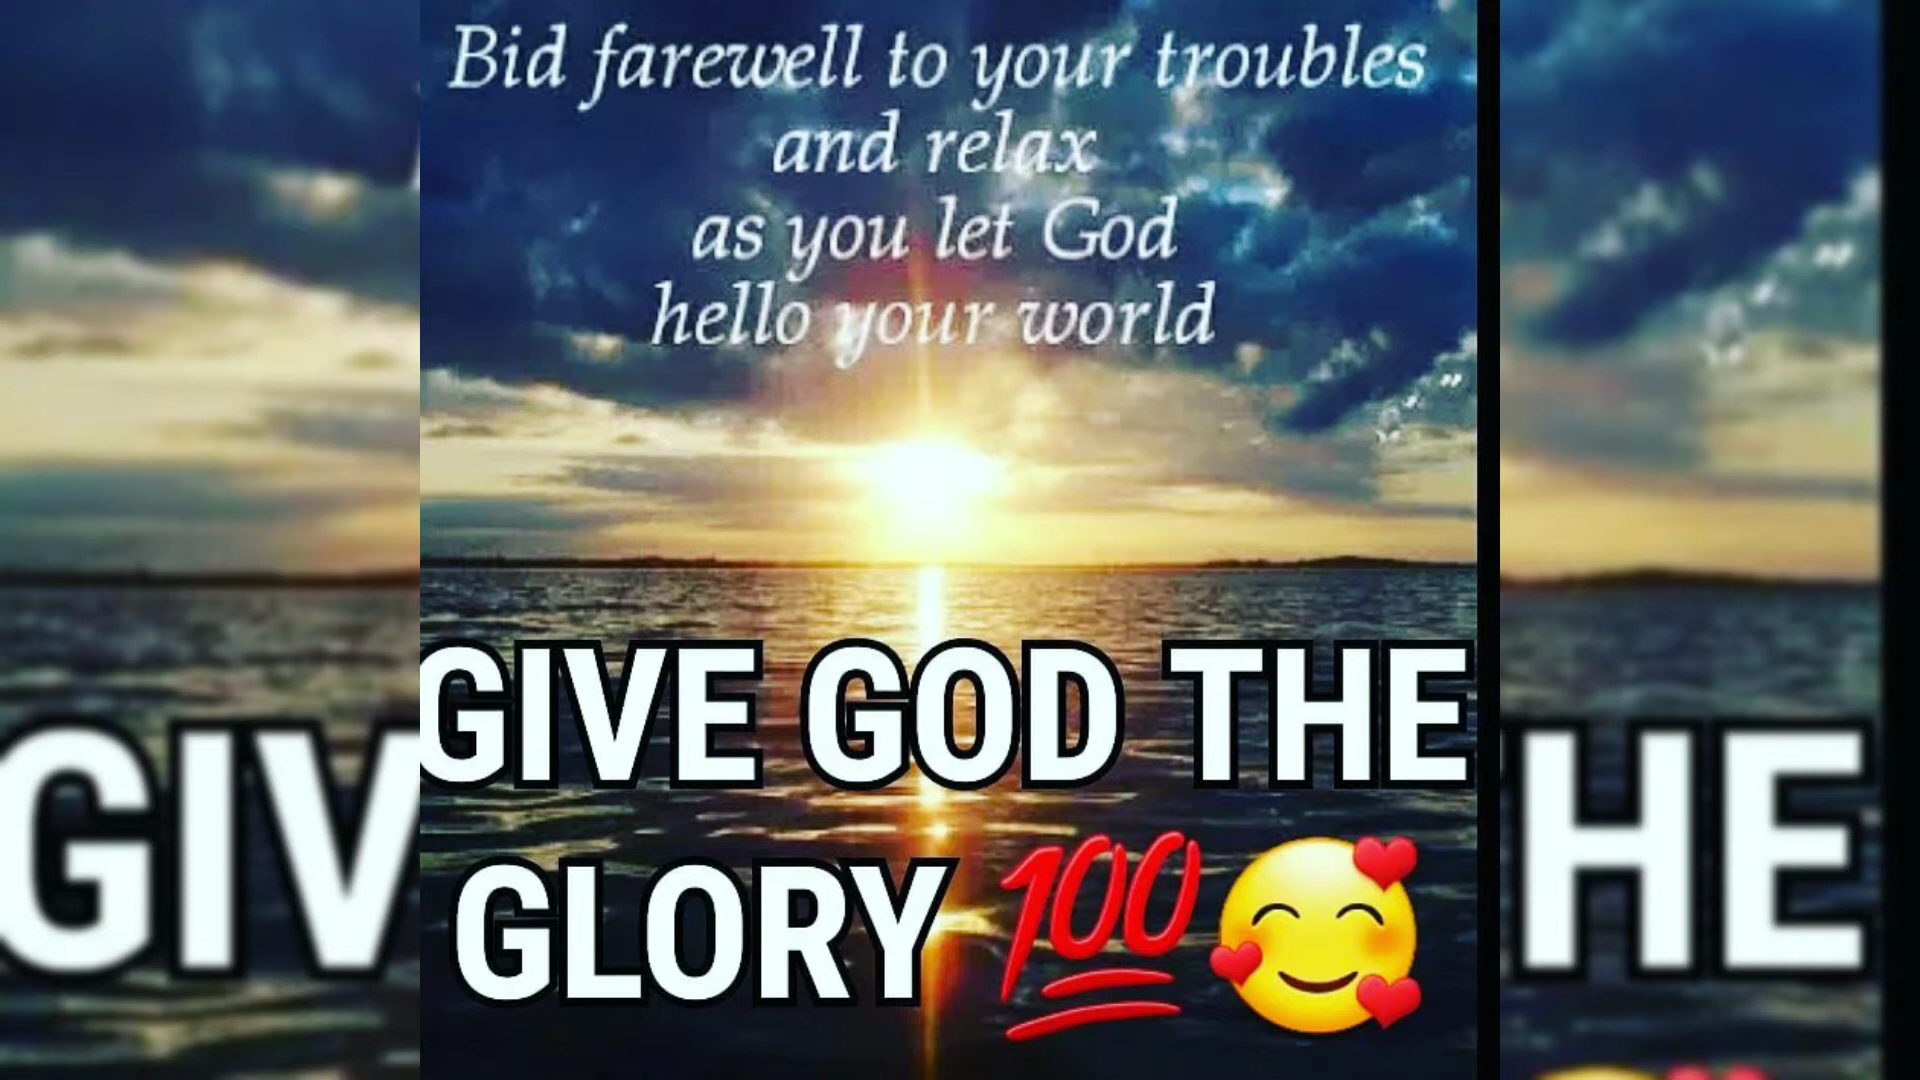 Bid farewell to your troubles
and relax
as you let God
hello your world
”
GIVE GOD THE
GLORY 💯🥰